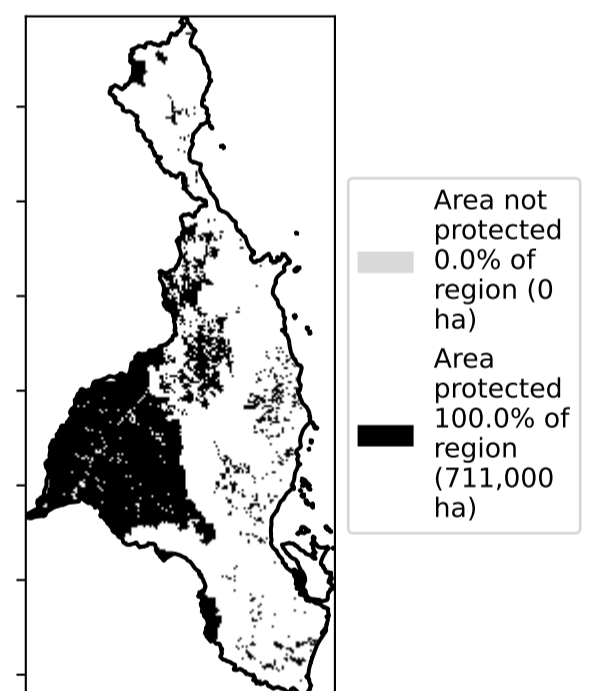 Area not
protected
0.0% of
region (0
ha)
Area
protected
100.0% of
region
(711,000
ha)